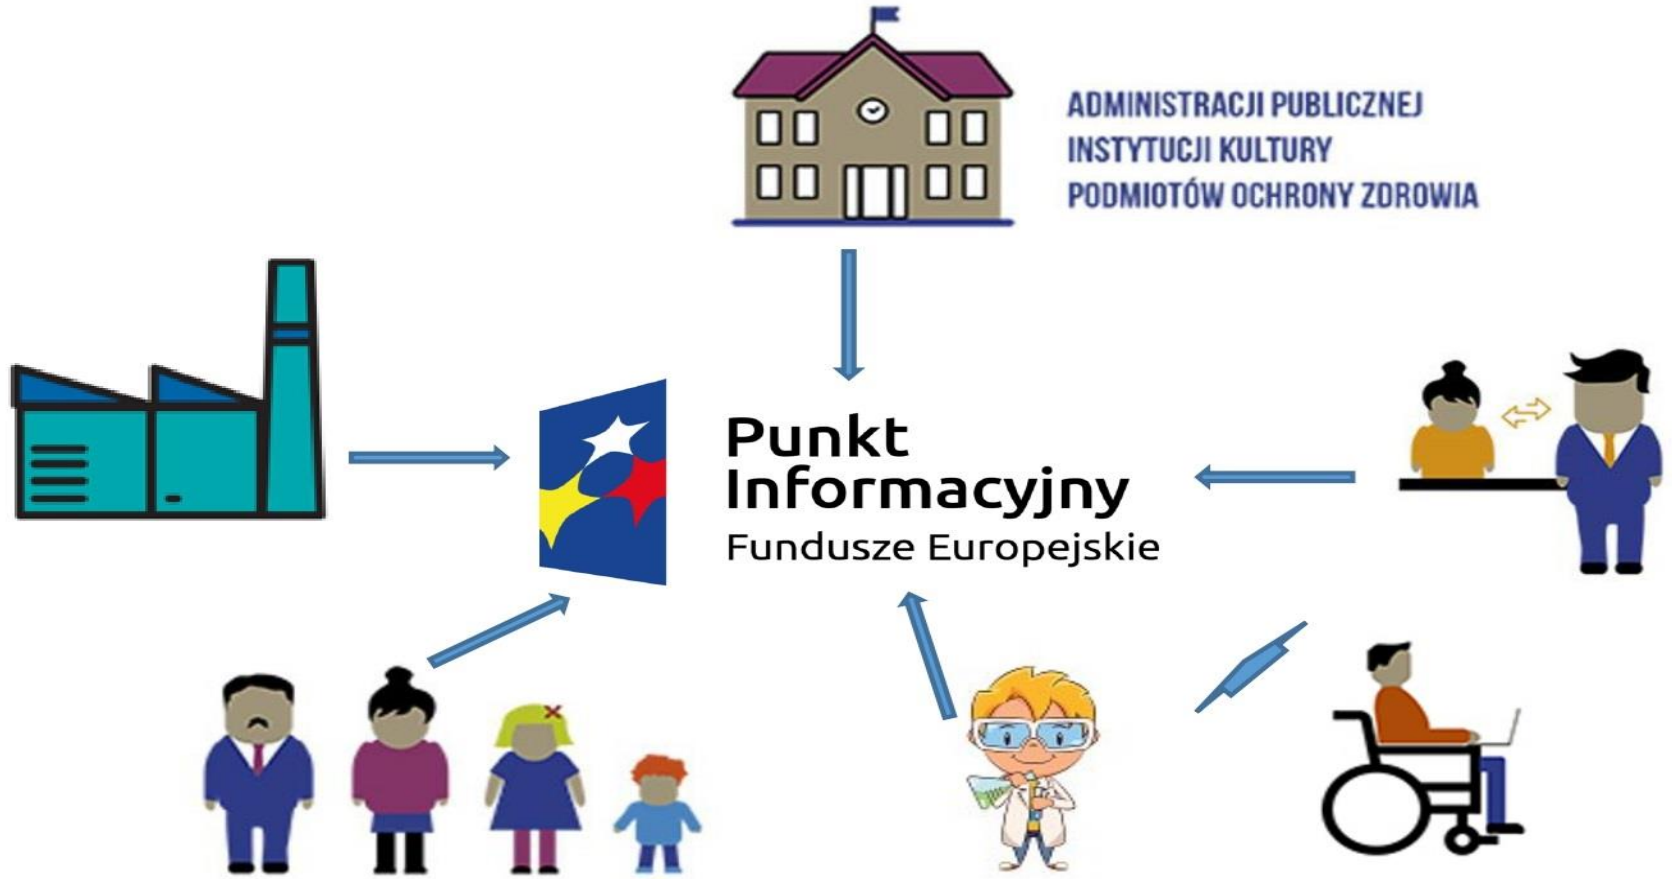 ADMINISTRACJI PUBLICZNEJ
INSTYTUCJI KULTURY
PODMIOTÓW OCHRONY ZDROWIA
Punkt
Informacyjny
Fundusze Europejskie